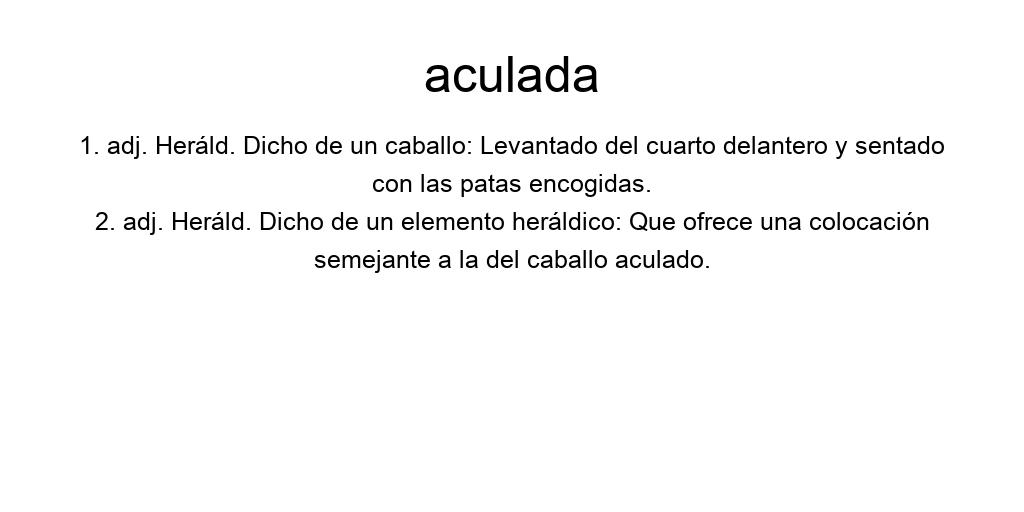 aculada
1. adj. Heráld. Dicho de un caballo: Levantado del cuarto delantero y sentado
con las patas encogidas.
2. adj. Heráld. Dicho de un elemento heráldico: Que ofrece una colocación
semejante a la del caballo aculado.